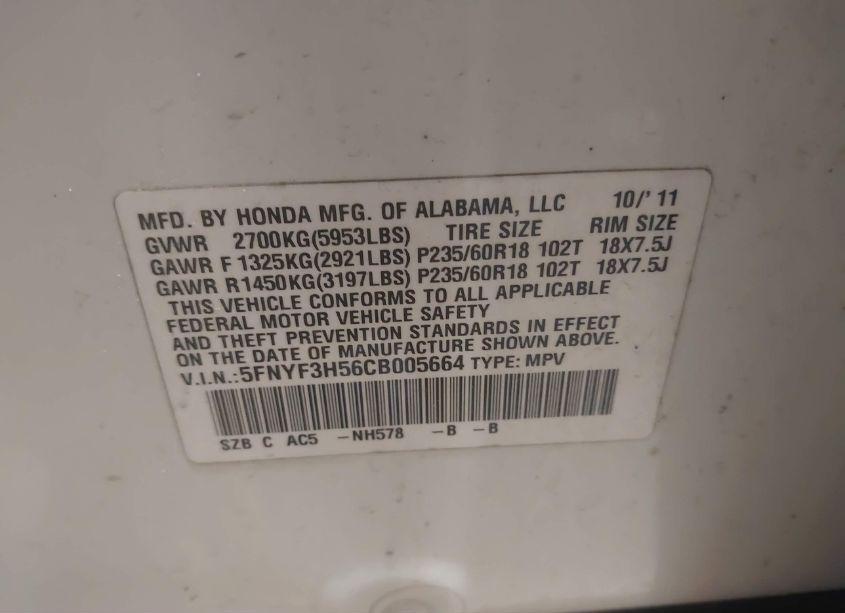 MFD. BY HONDA MFG. OF ALABAMA, LLC 10/' 11
GVWR 2700KG(5953LBS) TIRE SIZE RIM SIZE
GAWR F 1325KG(2921LBS) P235/60R18 102T 18X7.5J
GAWR R1450KG(3197LBS) P235/60R18 102T 18X7.5J
THIS VEHICLE CONFORMS TO ALL APPLICABLE
FEDERAL MOTOR VEHICLE SAFETY
AND THEFT PREVENTION STANDARDS IN EFFECT
ON THE DATE OF MANUFACTURE SHOWN ABOVE.
V.I.N.:5FNYF3H56CB005664 TYPE: MPV
SZB C AC5 -NH578 -B -B